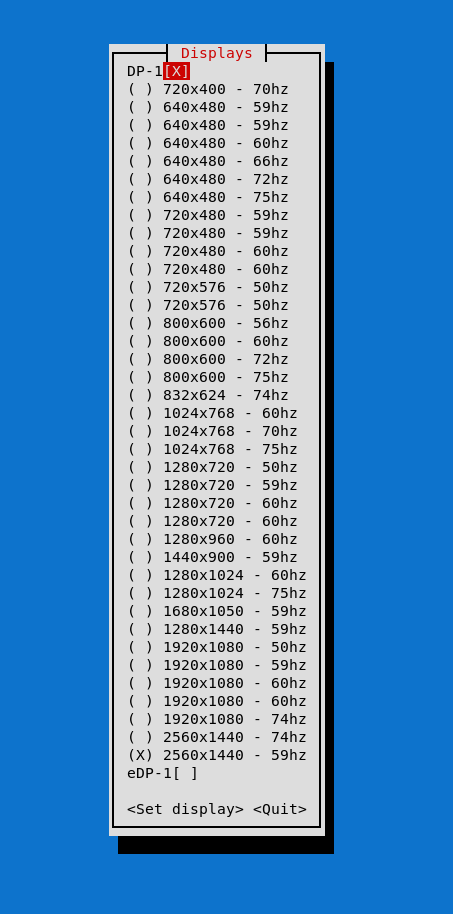 Displays
DP-1[X]
( ) 720x400 - 70hz
( ) 640x480 - 59hz
( ) 640x480 - 59hz
( ) 640x480 - 60hz
( ) 640x480 - 66hz
( ) 640x480 - 72hz
( ) 640x480 - 75hz
( ) 720x480 - 59hz
( ) 720x480 - 59hz
( ) 720x480 - 60hz
( ) 720x480 - 60hz
( ) 720x576 - 50hz
( ) 720x576 - 50hz
( ) 800x600 - 56hz
( ) 800x600 - 60hz
( ) 800x600 - 72hz
( ) 800x600 - 75hz
( ) 832x624 - 74hz
( ) 1024x768 - 60hz
( ) 1024x768 - 70hz
( ) 1024x768 - 75hz
( ) 1280x720 - 50hz
( ) 1280x720 - 59hz
( ) 1280x720 - 60hz
( ) 1280x720 - 60hz
( ) 1280x960 - 60hz
( ) 1440x900 - 59hz
( ) 1280x1024 - 60hz
( ) 1280x1024 - 75hz
( ) 1680x1050 - 59hz
( ) 1280x1440 - 59hz
( ) 1920x1080 - 50hz
( ) 1920x1080 - 59hz
( ) 1920x1080 - 60hz
( ) 1920x1080 - 60hz
( ) 1920x1080 - 74hz
( ) 2560x1440 - 74hz
(X) 2560x1440 - 59hz
eDP-1[ ]
<Set display> <Quit>